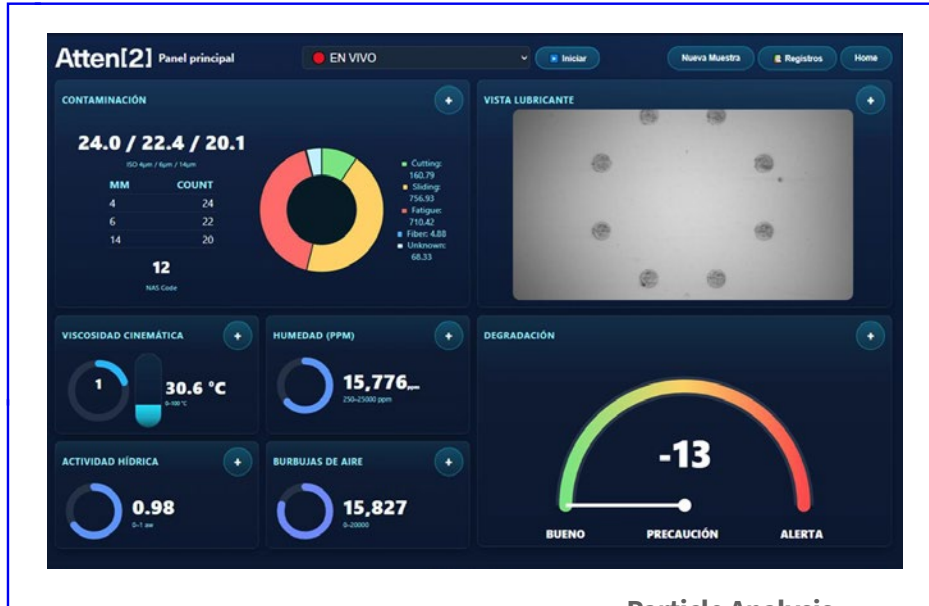 Atten[2] Panel principal
EN VIVO
Iniciar
Nueva Muestra
Registros
Home
CONTAMINACIÓN
+
24.0 / 22.4 / 20.1
ISO 4µm / 6µm / 14µm
MM COUNT
4 24
6 22
14 20
12
NAS Code
Cutting:
160.79
Sliding:
756.93
Fatigue:
710.42
Fiber: 4.88
Unknown:
68.33
VISTA LUBRICANTE
+
VISCOSIDAD CINEMÁTICA
+
1
30.6 °C
0-100 °C
HUMEDAD (PPM)
+
15,776
250-25000 ppm
DEGRADACIÓN
+
-13
BUENO PRECAUCIÓN ALERTA
ACTIVIDAD HÍDRICA
+
0.98
0-1 aw
BURBUJAS DE AIRE
+
15,827
0-20000
Particle Analysis